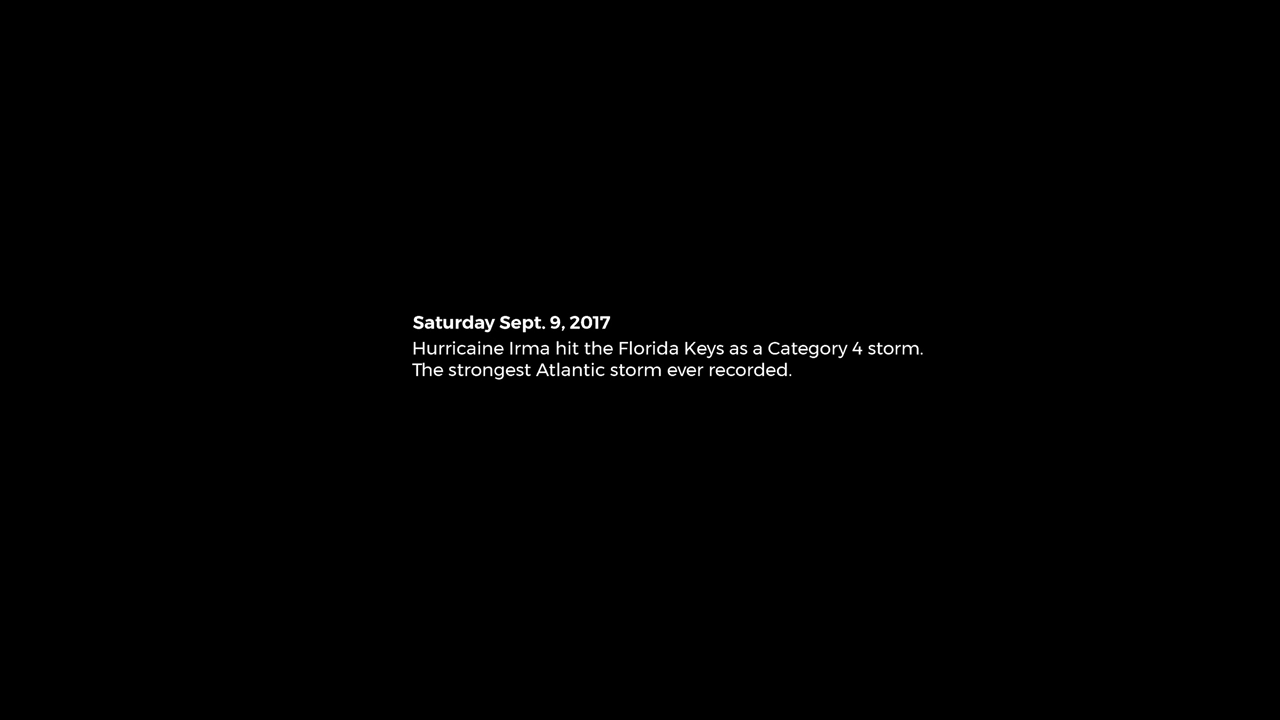 Saturday Sept. 9, 2017
Hurricaine Irma hit the Florida Keys as a Category 4 storm.
The strongest Atlantic storm ever recorded.